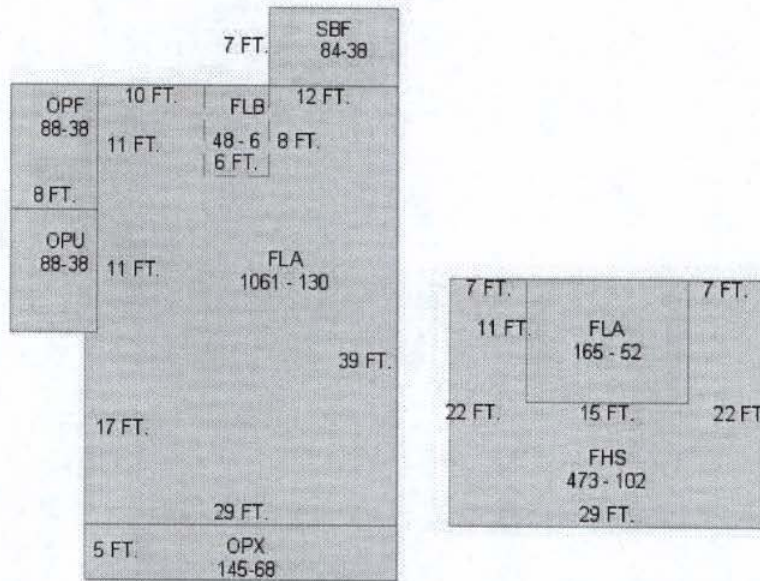 7 FT.
SBF
84-38
OPF
88-38
10 FT.
FLB
12 FT.
11 FT.
48 - 6
8 FT.
6 FT.
8 FT.
OPU
88-38
11 FT.
FLA
1061 - 130
39 FT.
17 FT.
29 FT.
5 FT.
OPX
145-68
7 FT.
7 FT.
11 FT.
FLA
165 - 52
22 FT.
15 FT.
22 FT.
FHS
473 - 102
29 FT.